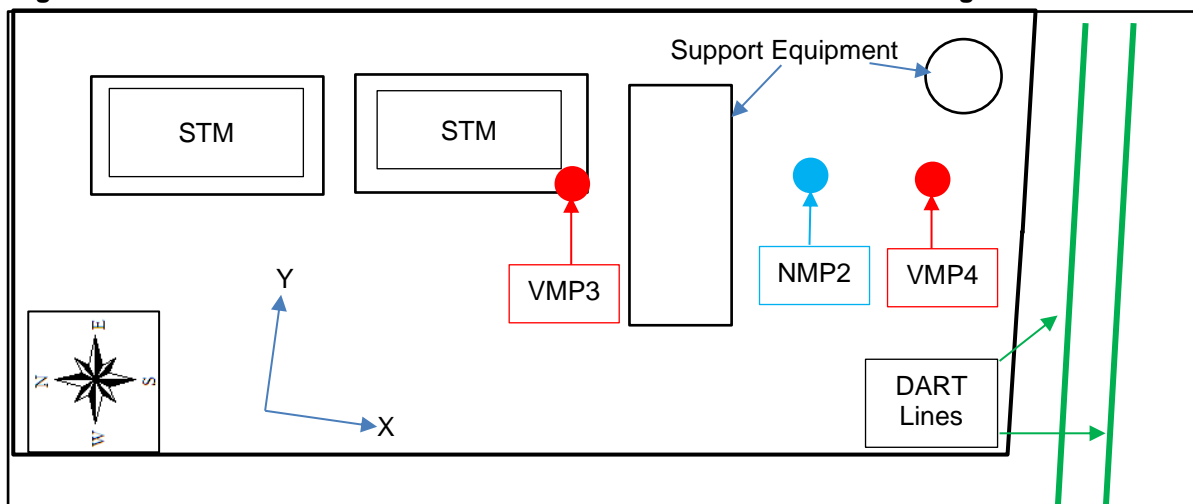 Support Equipment
STM
STM
VMP3
NMP2
VMP4
Y
X
E
N
S
W
DART
Lines